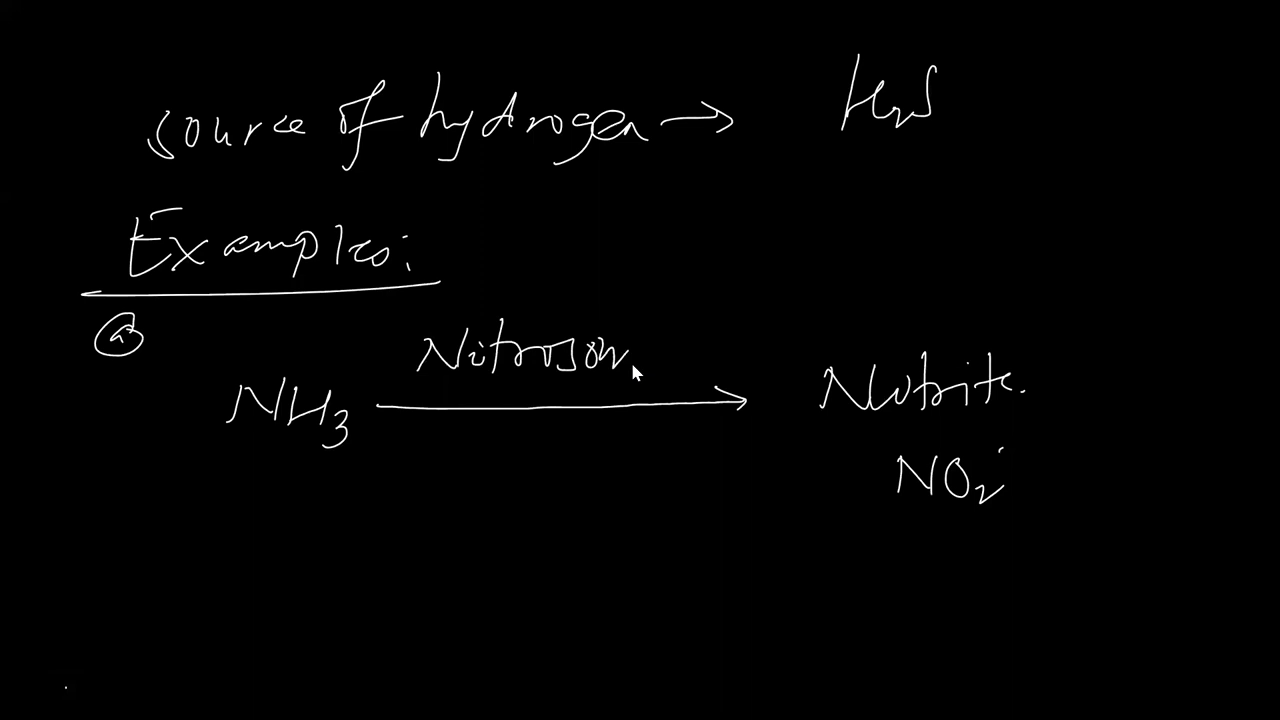 source of hydrogen → H₂S
Examples:
ⓐ
NH₃ Nitrosom → Nitrite.
NO₂⁻